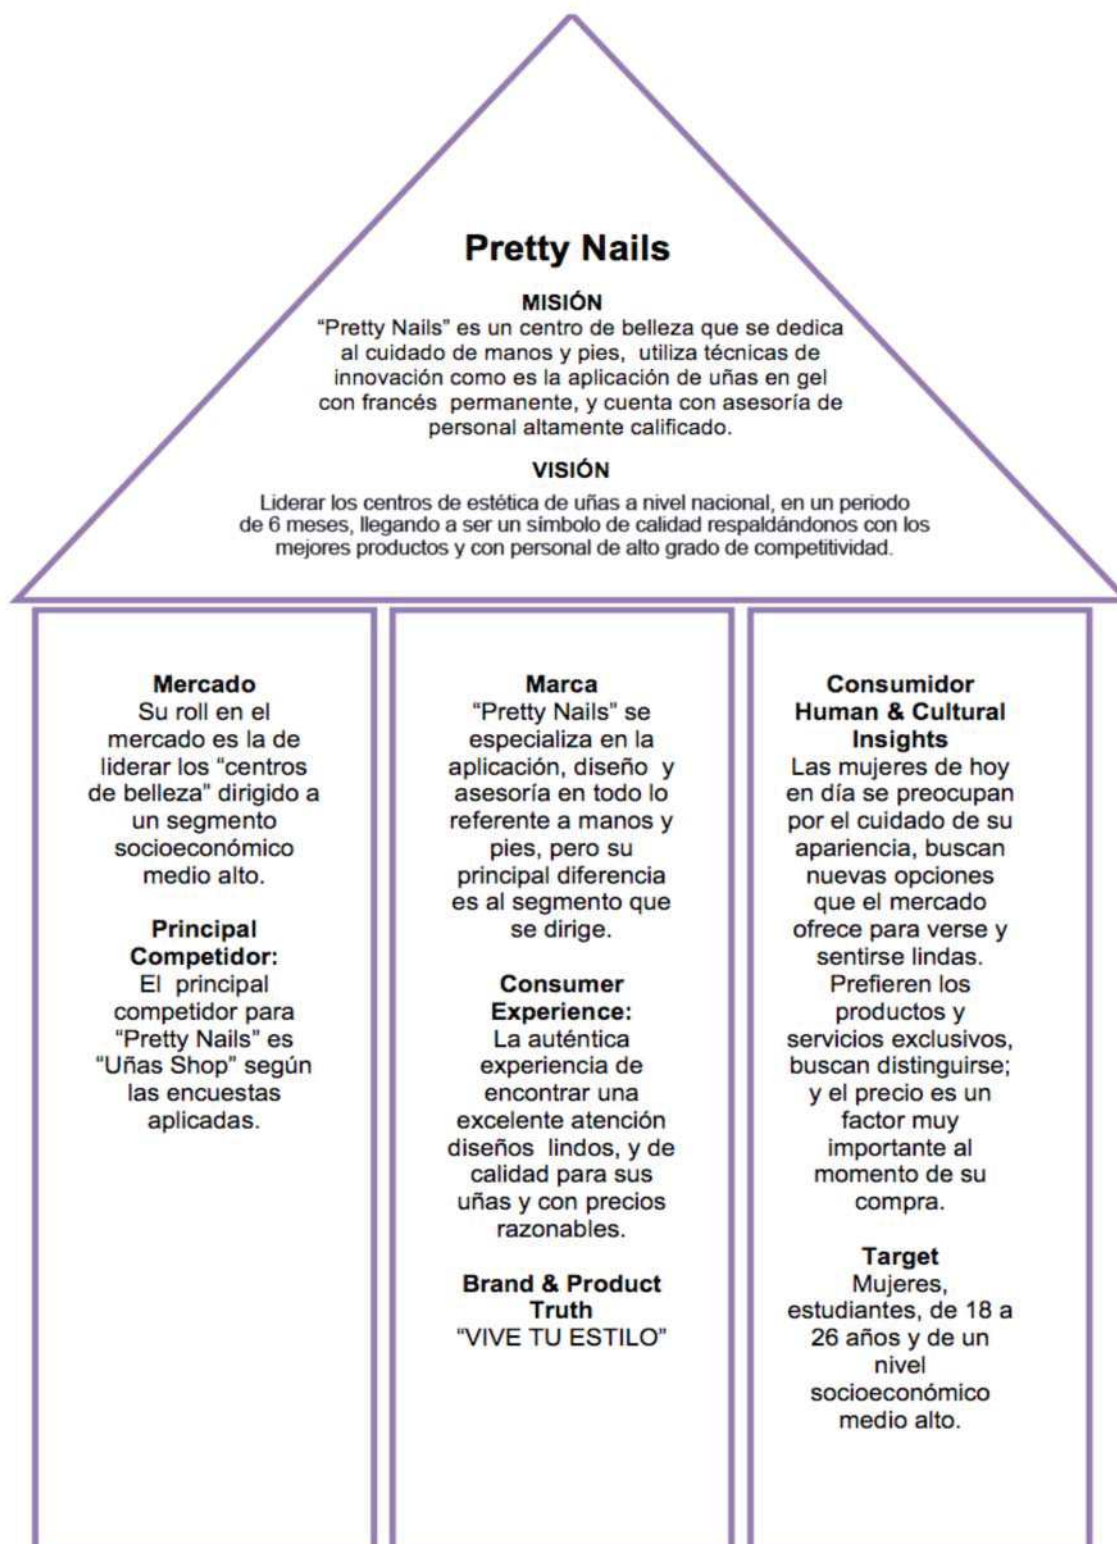 Pretty Nails
MISIÓN
“Pretty Nails” es un centro de belleza que se dedica
al cuidado de manos y pies, utiliza técnicas de
innovación como es la aplicación de uñas en gel
con francés permanente, y cuenta con asesoría de
personal altamente calificado.
VISIÓN
Liderar los centros de estética de uñas a nivel nacional, en un periodo
de 6 meses, llegando a ser un símbolo de calidad respaldándonos con los
mejores productos y con personal de alto grado de competitividad.
Mercado
Su roll en el
mercado es la de
liderar los “centros
de belleza” dirigido a
un segmento
socioeconómico
medio alto.
Principal
Competidor:
El principal
competidor para
“Pretty Nails” es
“Uñas Shop” según
las encuestas
aplicadas.
Marca
“Pretty Nails” se
especializa en la
aplicación, diseño y
asesoría en todo lo
referente a manos y
pies, pero su
principal diferencia
es al segmento que
se dirige.
Consumer
Experience:
La auténtica
experiencia de
encontrar una
excelente atención
diseños lindos, y de
calidad para sus
uñas y con precios
razonables.
Brand & Product
Truth
“VIVE TU ESTILO”
Consumidor
Human & Cultural
Insights
Las mujeres de hoy
en día se preocupan
por el cuidado de su
apariencia, buscan
nuevas opciones
que el mercado
ofrece para verse y
sentirse lindas.
Prefieren los
productos y
servicios exclusivos,
buscan distinguirse;
y el precio es un
factor muy
importante al
momento de su
compra.
Target
Mujeres,
estudiantes, de 18 a
26 años y de un
nivel
socioeconómico
medio alto.